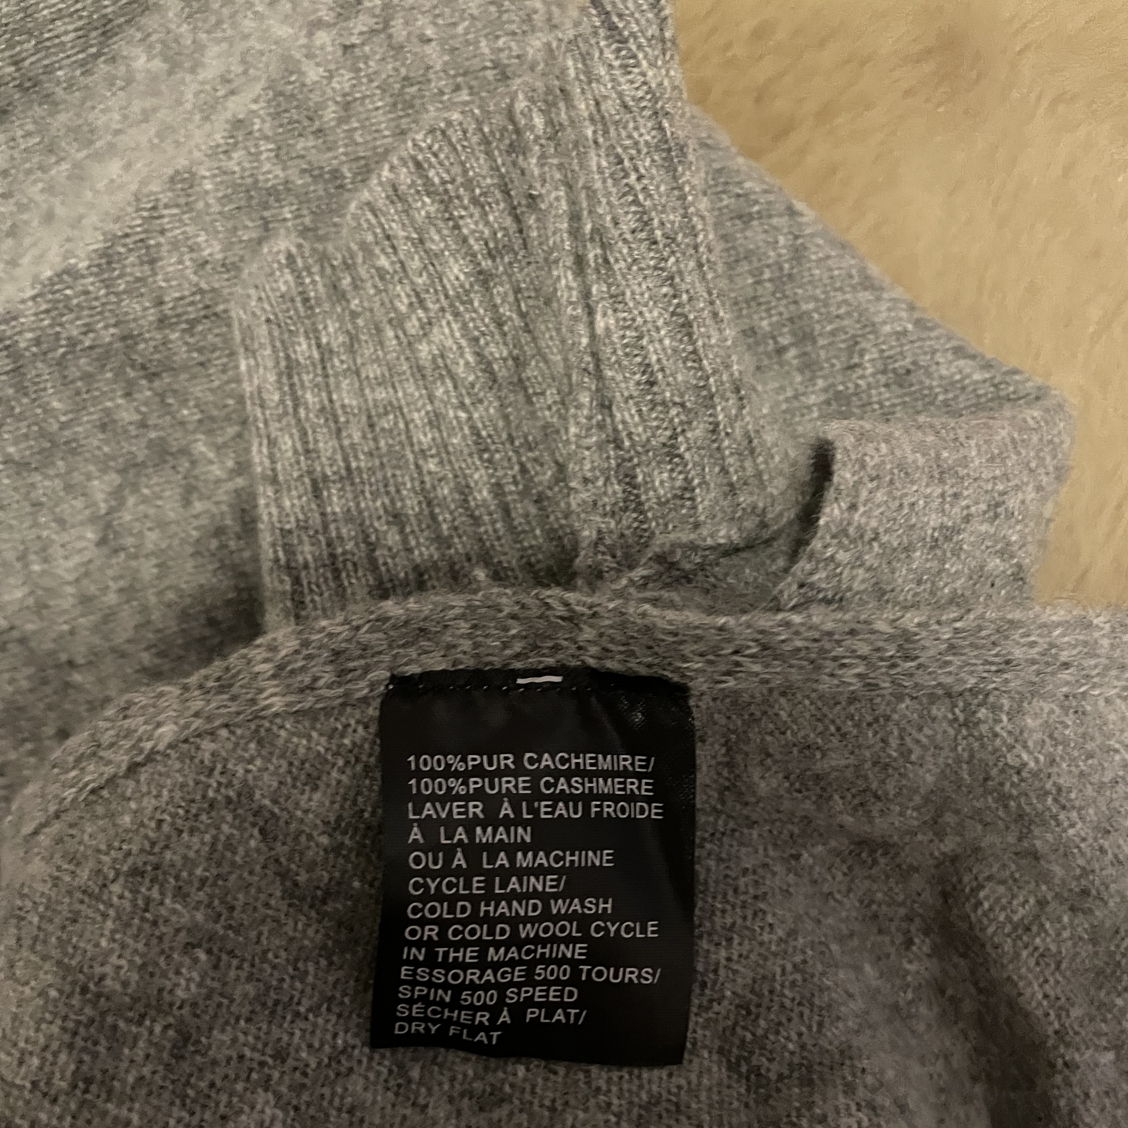 100%PUR CACHEMIRE/
100%PURE CASHMERE
LAVER À L'EAU FROIDE
À LA MAIN
OU À LA MACHINE
CYCLE LAINE/
COLD HAND WASH
OR COLD WOOL CYCLE
IN THE MACHINE
ESSORAGE 500 TOURS/
SPIN 500 SPEED
SÉCHER À PLAT/
DRY FLAT